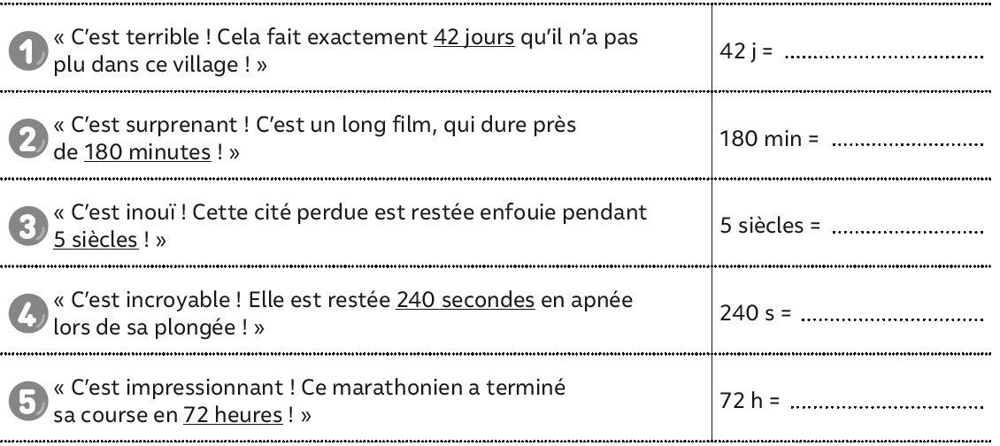 1 « C'est terrible ! Cela fait exactement 42 jours qu'il n'a pas
plu dans ce village ! »
42 j = ....................................
2 « C'est surprenant ! C'est un long film, qui dure près
de 180 minutes ! »
180 min = ...........................
3 « C'est inouï ! Cette cité perdue est restée enfouie pendant
5 siècles ! »
5 siècles = ...........................
4 « C'est incroyable ! Elle est restée 240 secondes en apnée
lors de sa plongée ! »
240 s = .................................
5 « C'est impressionnant ! Ce marathonien a terminé
sa course en 72 heures ! »
72 h = ...................................